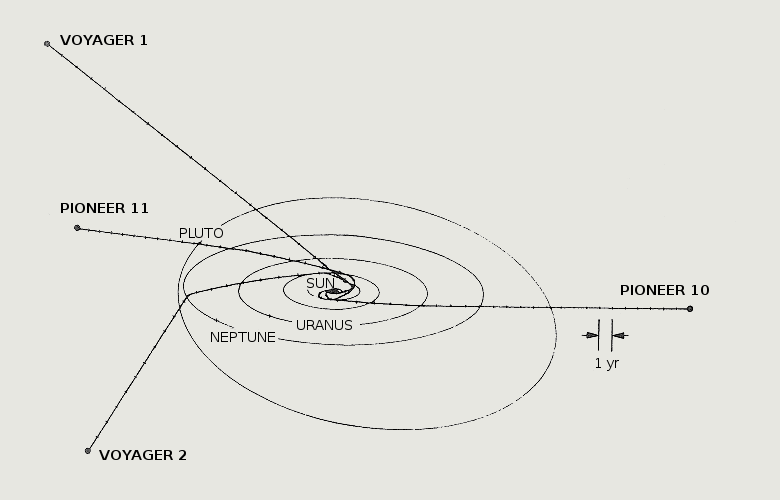 VOYAGER 1
PIONEER 11
PLUTO
SUN
PIONEER 10
URANUS
NEPTUNE
1 yr
VOYAGER 2